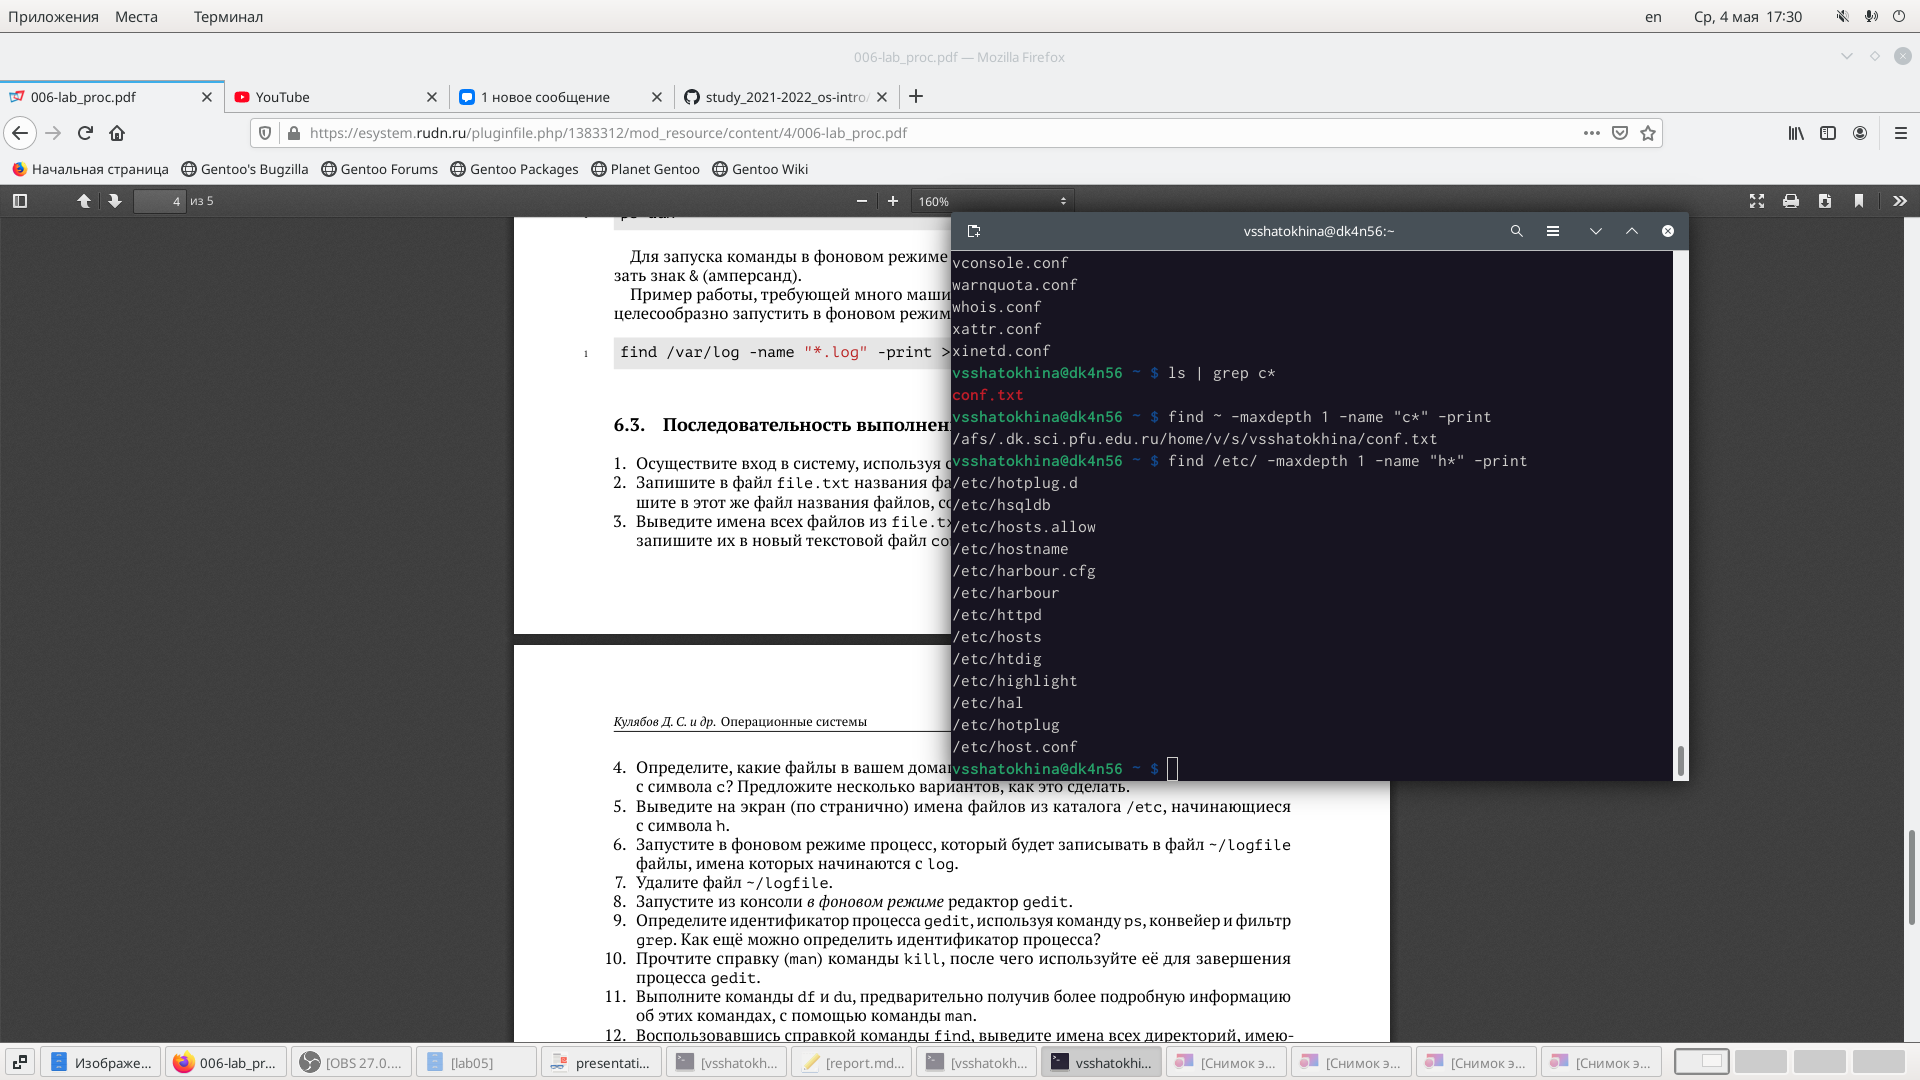 Приложения Места Терминал en Ср, 4 мая 17:30
006-lab_proc.pdf — Mozilla Firefox
006-lab_proc.pdf YouTube 1 новое сообщение study_2021-2022_os-intro/
https://esystem.rudn.ru/pluginfile.php/1383312/mod_resource/content/4/006-lab_proc.pdf
Начальная страница Gentoo's Bugzilla Gentoo Forums Gentoo Packages Planet Gentoo Gentoo Wiki
4 из 5 160%
Для запуска команды в фоновом режиме
зать знак & (амперсанд).
Пример работы, требующей много маши
целесообразно запустить в фоновом режим
1 find /var/log -name "*.log" -print >
6.3. Последовательность выполнен
1. Осуществите вход в систему, используя с
2. Запишите в файл file.txt названия фа
шите в этот же файл названия файлов, со
3. Выведите имена всех файлов из file.tx
запишите их в новый текстовой файл co
vsshatokhina@dk4n56:~
vconsole.conf
warnquota.conf
whois.conf
xattr.conf
xinetd.conf
vsshatokhina@dk4n56 ~ $ ls | grep c*
conf.txt
vsshatokhina@dk4n56 ~ $ find ~ -maxdepth 1 -name "c*" -print
/afs/.dk.sci.pfu.edu.ru/home/v/s/vsshatokhina/conf.txt
vsshatokhina@dk4n56 ~ $ find /etc/ -maxdepth 1 -name "h*" -print
/etc/hotplug.d
/etc/hsqldb
/etc/hosts.allow
/etc/hostname
/etc/harbour.cfg
/etc/harbour
/etc/httpd
/etc/hosts
/etc/htdig
/etc/highlight
/etc/hal
/etc/hotplug
/etc/host.conf
vsshatokhina@dk4n56 ~ $
Кулябов Д. С. и др. Операционные системы
4. Определите, какие файлы в вашем дома
с символа c? Предложите несколько вариантов, как это сделать.
5. Выведите на экран (по странично) имена файлов из каталога /etc, начинающиеся
с символа h.
6. Запустите в фоновом режиме процесс, который будет записывать в файл ~/logfile
файлы, имена которых начинаются с log.
7. Удалите файл ~/logfile.
8. Запустите из консоли в фоновом режиме редактор gedit.
9. Определите идентификатор процесса gedit, используя команду ps, конвейер и фильтр
grep. Как ещё можно определить идентификатор процесса?
10. Прочтите справку (man) команды kill, после чего используйте её для завершения
процесса gedit.
11. Выполните команды df и du, предварительно получив более подробную информацию
об этих командах, с помощью команды man.
12. Воспользовавшись справкой команды find, выведите имена всех директорий, имею-
Изображе... 006-lab_pr... [OBS 27.0.... [lab05] presentati... [vsshatokh... [report.md... [vsshatokh... vsshatokhi... [Снимок э... [Снимок э... [Снимок э... [Снимок э...